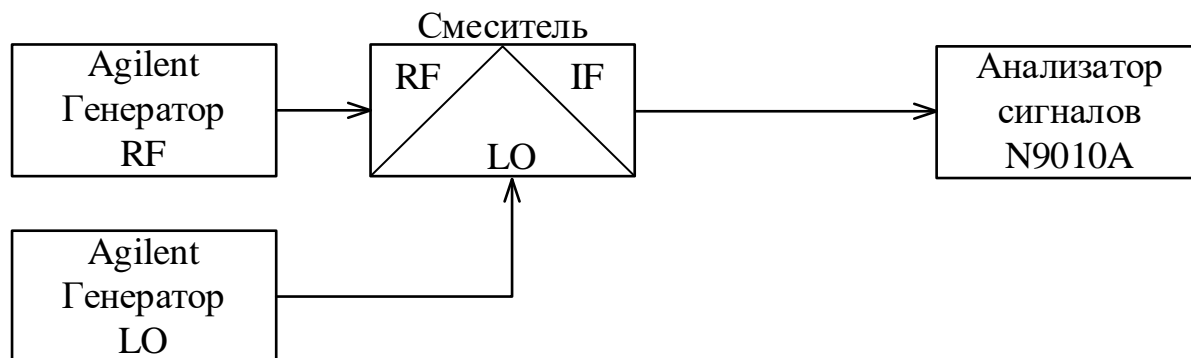 Смеситель
Agilent
Генератор
RF
RF
IF
LO
Анализатор
сигналов
N9010A
Agilent
Генератор
LO